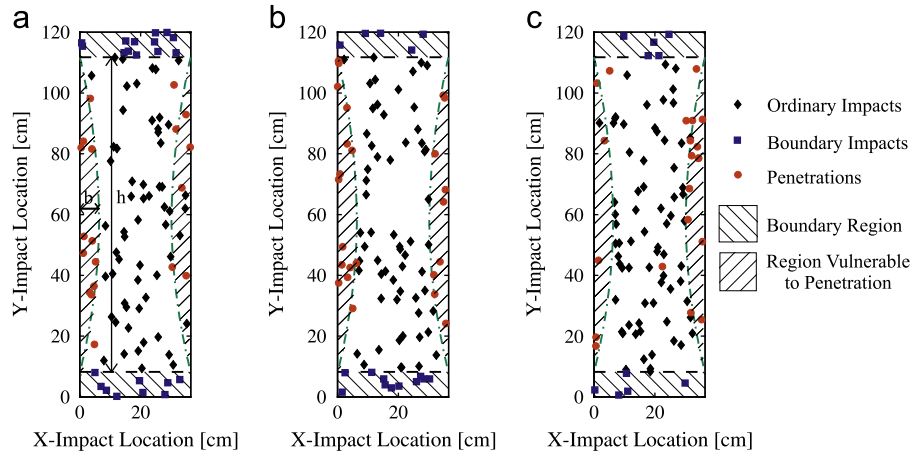 a
b
c
120
100
80
60
40
20
0
0
20
Y-Impact Location [cm]
X-Impact Location [cm]
b
h
120
100
80
60
40
20
0
0
20
Y-Impact Location [cm]
X-Impact Location [cm]
120
100
80
60
40
20
0
0
20
Y-Impact Location [cm]
X-Impact Location [cm]
Ordinary Impacts
Boundary Impacts
Penetrations
Boundary Region
Region Vulnerable
to Penetration